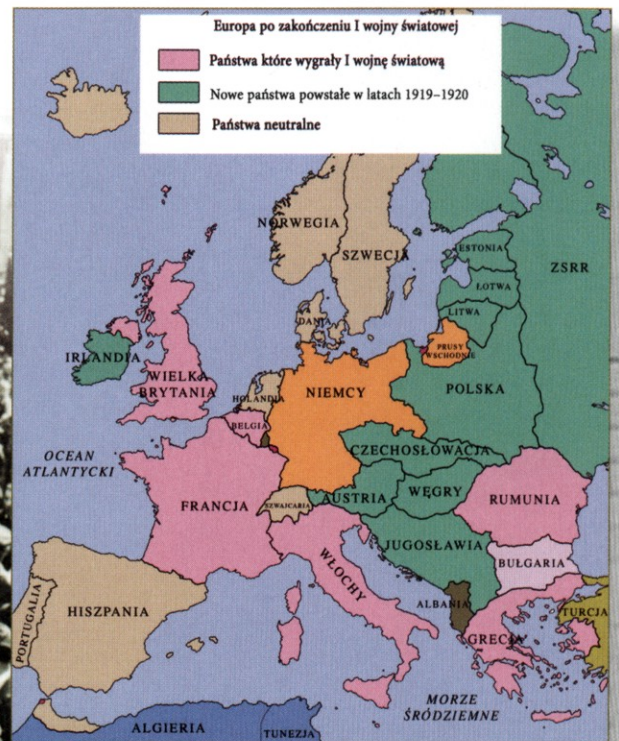 Europa po zakończeniu I wojny światowej
Państwa które wygrały I wojnę światową
Nowe państwa powstałe w latach 1919–1920
Państwa neutralne
NORWEGIA
SZWECJA
ESTONIA
ZSRR
ŁOTWA
LITWA
DANIA
PRUSY
WSCHODNIE
IRLANDIA
WIELKA
BRYTANIA
HOLANDIA
NIEMCY
POLSKA
BELGIA
OCEAN
ATLANTYCKI
CZECHOSŁOWACJA
FRANCJA
SZWAJCARIA
AUSTRIA
WĘGRY
RUMUNIA
JUGOSŁAWIA
WŁOCHY
BUŁGARIA
PORTUGALIA
HISZPANIA
ALBANIA
TURCJA
GRECJA
MORZE
ŚRÓDZIEMNE
ALGIERIA
TUNEZJA